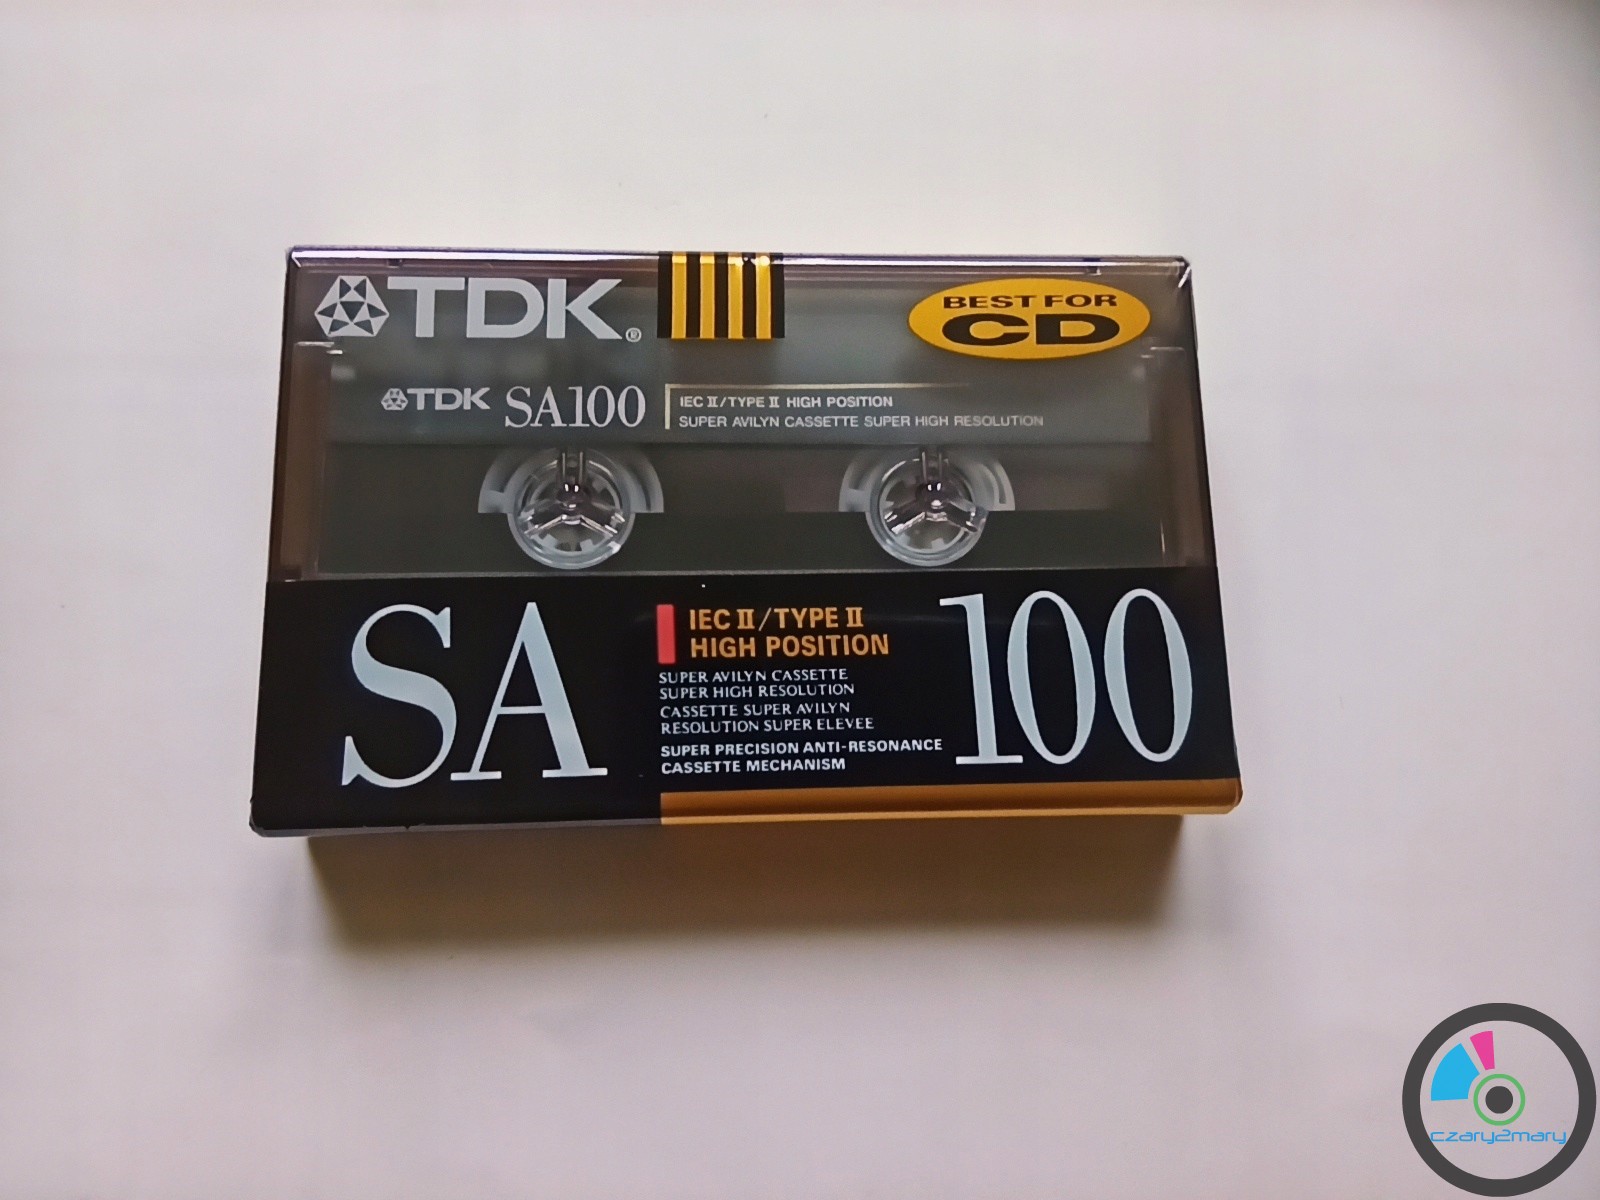 TDK®
BEST FOR
CD
TDK SA100
IEC II/TYPE II HIGH POSITION
SUPER AVILYN CASSETTE SUPER HIGH RESOLUTION
SA
IEC II/TYPE II
HIGH POSITION
SUPER AVILYN CASSETTE
SUPER HIGH RESOLUTION
CASSETTE SUPER AVILYN
RESOLUTION SUPER ELEVEE
SUPER PRECISION ANTI-RESONANCE
CASSETTE MECHANISM
100
czary2mary